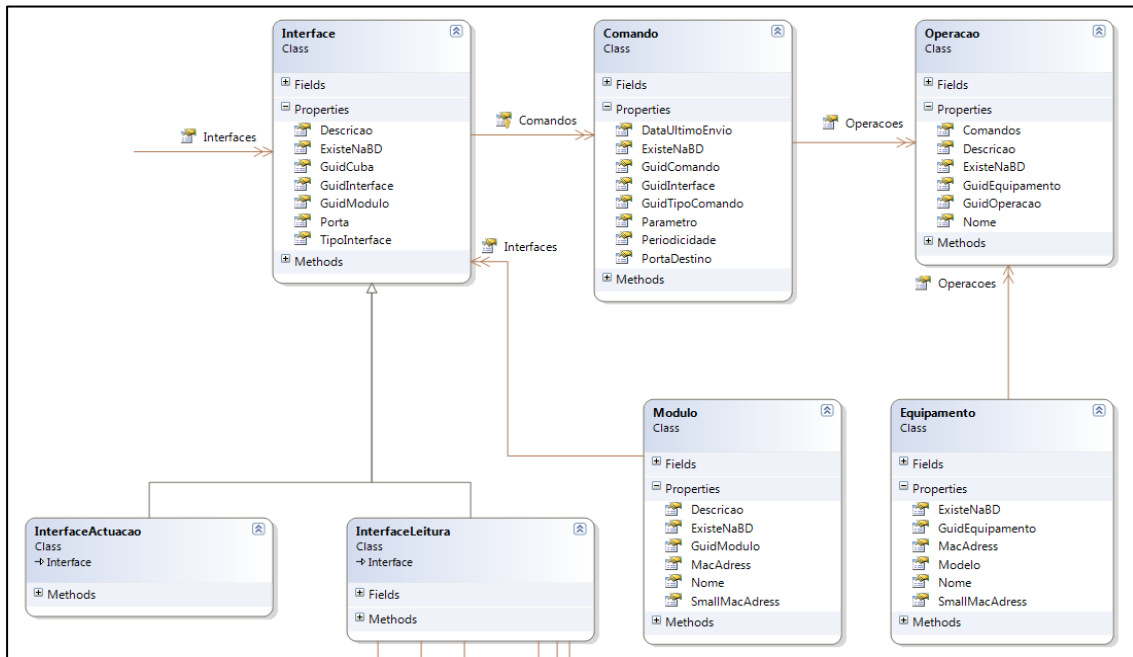 Interface
Class
Fields
Properties
Descricao
ExisteNaBD
GuidCuba
GuidInterface
GuidModulo
Porta
TipoInterface
Methods
Interfaces
Comandos
Comando
Class
Fields
Properties
DataUltimoEnvio
ExisteNaBD
GuidComando
GuidInterface
GuidTipoComando
Parametro
Periodicidade
PortaDestino
Methods
Operacoes
Operacao
Class
Fields
Properties
Comandos
Descricao
ExisteNaBD
GuidEquipamento
GuidOperacao
Nome
Methods
Interfaces
Operacoes
Modulo
Class
Fields
Properties
Descricao
ExisteNaBD
GuidModulo
MacAdress
Nome
SmallMacAdress
Methods
Equipamento
Class
Fields
Properties
ExisteNaBD
GuidEquipamento
MacAdress
Modelo
Nome
SmallMacAdress
Methods
InterfaceActuacao
Class
Interface
Methods
InterfaceLeitura
Class
Interface
Fields
Methods